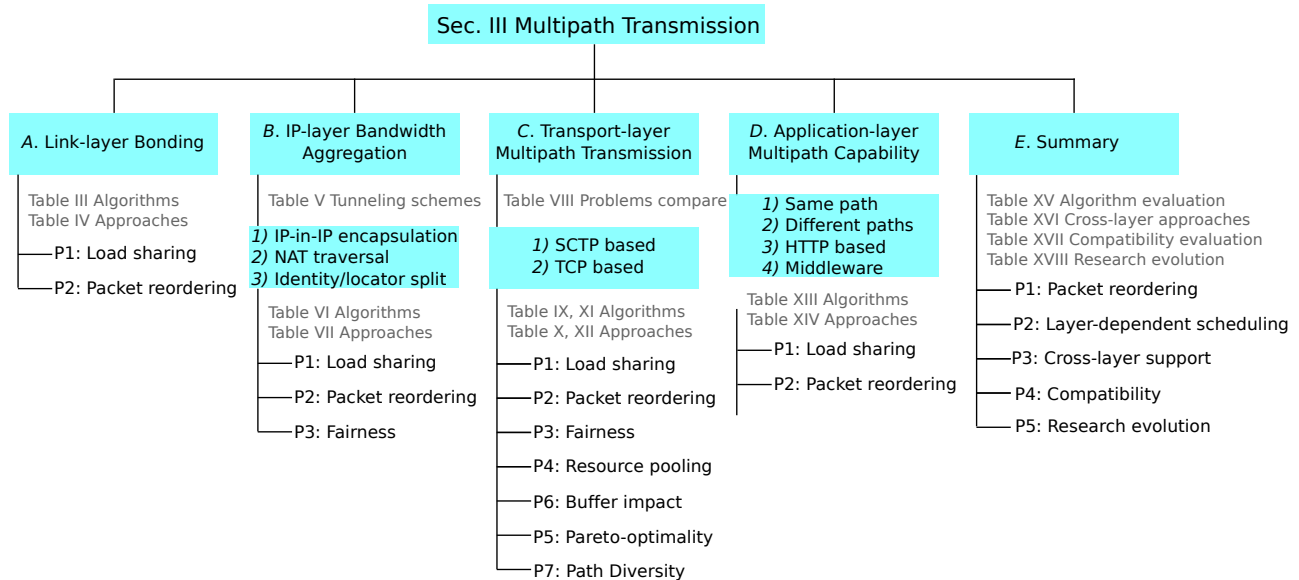 Sec. III Multipath Transmission
A. Link-layer Bonding
Table III Algorithms
Table IV Approaches
P1: Load sharing
P2: Packet reordering
B. IP-layer Bandwidth
Aggregation
Table V Tunneling schemes
1) IP-in-IP encapsulation
2) NAT traversal
3) Identity/locator split
Table VI Algorithms
Table VII Approaches
P1: Load sharing
P2: Packet reordering
P3: Fairness
C. Transport-layer
Multipath Transmission
Table VIII Problems compare
1) SCTP based
2) TCP based
Table IX, XI Algorithms
Table X, XII Approaches
P1: Load sharing
P2: Packet reordering
P3: Fairness
P4: Resource pooling
P6: Buffer impact
P5: Pareto-optimality
P7: Path Diversity
D. Application-layer
Multipath Capability
1) Same path
2) Different paths
3) HTTP based
4) Middleware
Table XIII Algorithms
Table XIV Approaches
P1: Load sharing
P2: Packet reordering
E. Summary
Table XV Algorithm evaluation
Table XVI Cross-layer approaches
Table XVII Compatibility evaluation
Table XVIII Research evolution
P1: Packet reordering
P2: Layer-dependent scheduling
P3: Cross-layer support
P4: Compatibility
P5: Research evolution